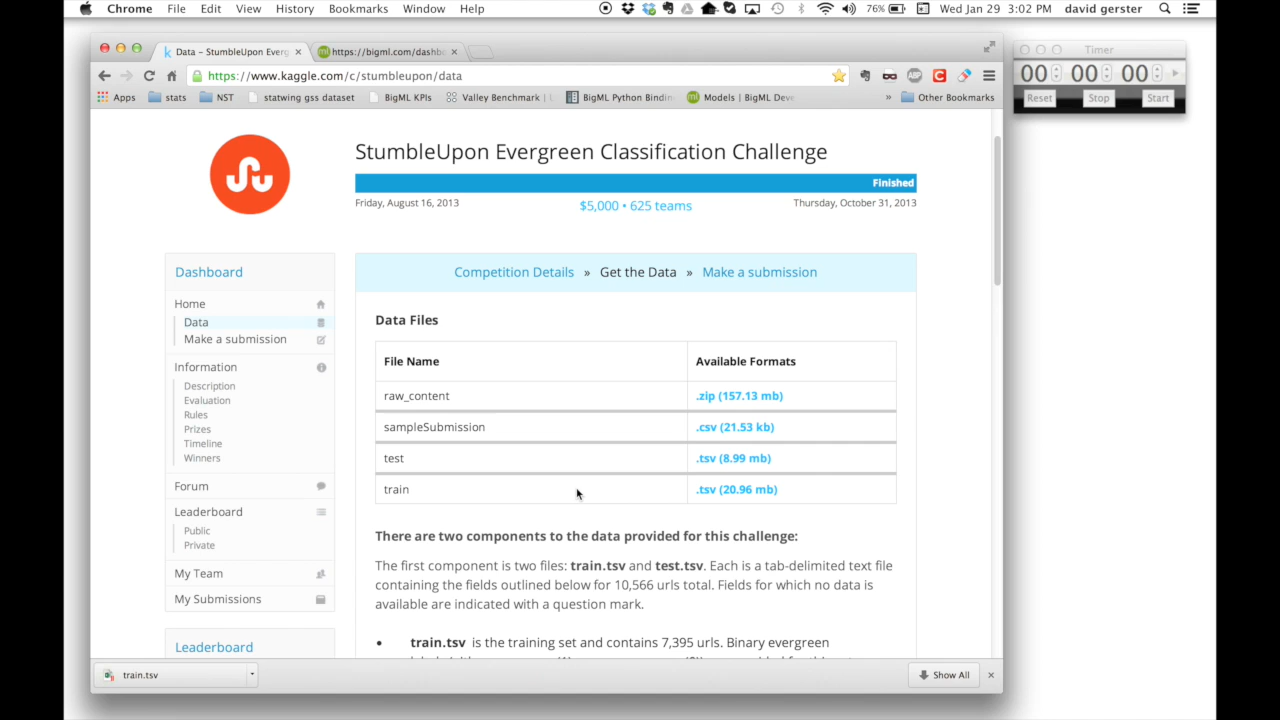 Chrome File Edit View History Bookmarks Window Help 76% Wed Jan 29 3:02 PM david gerster
Data – StumbleUpon Everg
https://bigml.com/dashb
Timer
https://www.kaggle.com/c/stumbleupon/data
00 00 00
Reset Stop Start
Apps stats NST statwing gss dataset BigML KPIs Valley Benchmark | BigML Python Bindin Models | BigML Deve » Other Bookmarks
StumbleUpon Evergreen Classification Challenge
Finished
Friday, August 16, 2013 $5,000 • 625 teams Thursday, October 31, 2013
Dashboard
Home
Data
Make a submission
Information
Description
Evaluation
Rules
Prizes
Timeline
Winners
Forum
Leaderboard
Public
Private
My Team
My Submissions
Leaderboard
Competition Details » Get the Data » Make a submission
Data Files
File Name Available Formats
raw_content .zip (157.13 mb)
sampleSubmission .csv (21.53 kb)
test .tsv (8.99 mb)
train .tsv (20.96 mb)
There are two components to the data provided for this challenge:
The first component is two files: train.tsv and test.tsv. Each is a tab-delimited text file
containing the fields outlined below for 10,566 urls total. Fields for which no data is
available are indicated with a question mark.
• train.tsv is the training set and contains 7,395 urls. Binary evergreen
train.tsv
Show All